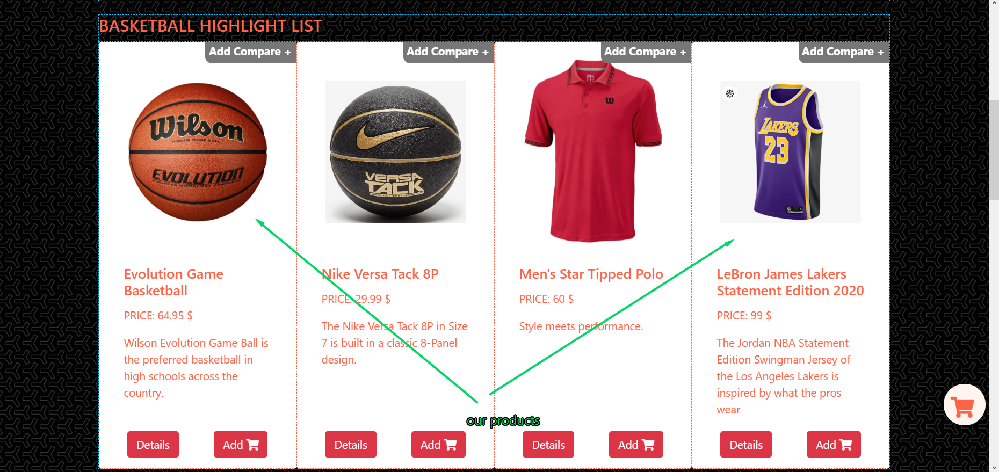 BASKETBALL HIGHLIGHT LIST
Add Compare +
Add Compare +
Add Compare +
Add Compare +
Wilson
INDOOR GAME BALL
EVOLUTION
ADVANCED MICROFIBER COMPOSITE
VERSA
TACK
W
LAKERS
23
Evolution Game
Basketball
PRICE: 64.95 $
Wilson Evolution Game Ball is
the preferred basketball in
high schools across the
country.
Nike Versa Tack 8P
PRICE: 29.99 $
The Nike Versa Tack 8P in Size
7 is built in a classic 8-Panel
design.
Men's Star Tipped Polo
PRICE: 60 $
Style meets performance.
LeBron James Lakers
Statement Edition 2020
PRICE: 99 $
The Jordan NBA Statement
Edition Swingman Jersey of
the Los Angeles Lakers is
inspired by what the pros
wear
our products
Details
Add
Details
Add
Details
Add
Details
Add